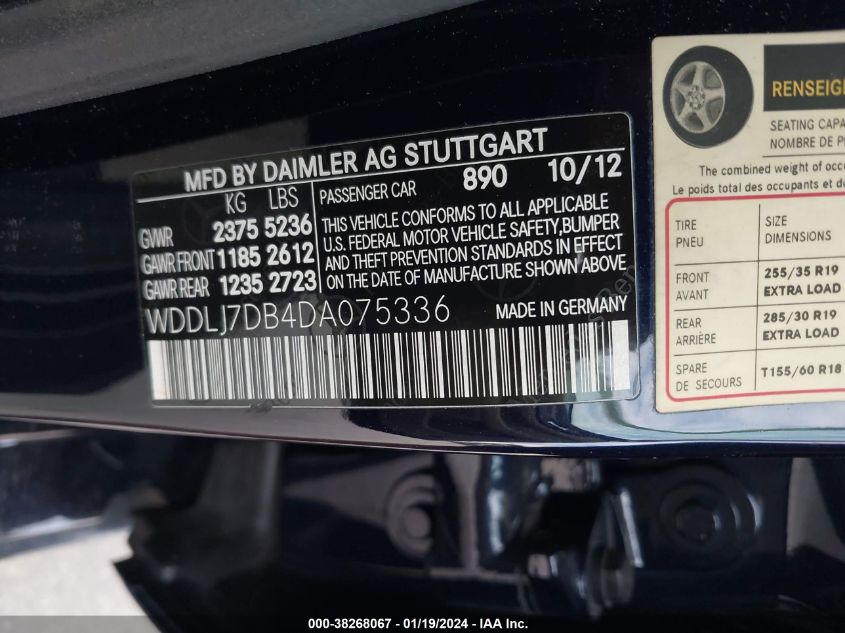 MFD BY DAIMLER AG STUTTGART
KG LBS
GVWR 2375 5236
GAWR FRONT 1185 2612
GAWR REAR 1235 2723
PASSENGER CAR 890 10/12
THIS VEHICLE CONFORMS TO ALL APPLICABLE
U.S. FEDERAL MOTOR VEHICLE SAFETY,BUMPER
AND THEFT PREVENTION STANDARDS IN EFFECT
ON THE DATE OF MANUFACTURE SHOWN ABOVE
WDDLJ7DB4DA075336
MADE IN GERMANY
SEATING CAPA
NOMBRE DE
The combined weight of occu
Le poids total des occupants et
TIRE
PNEU
SIZE
DIMENSIONS
FRONT
AVANT
255/35 R19
EXTRA LOAD
REAR
ARRIÈRE
285/30 R19
EXTRA LOAD
SPARE
DE SECOURS
T155/60 R18
RENSEIG
000-38268067 - 01/19/2024 - IAA Inc.